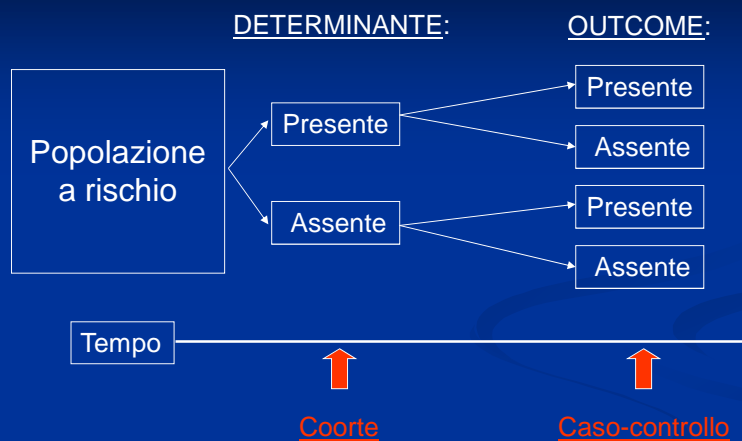 DETERMINANTE:
OUTCOME:
Popolazione
a rischio
Presente
Assente
Presente
Assente
Presente
Assente
Tempo
Coorte
Caso-controllo